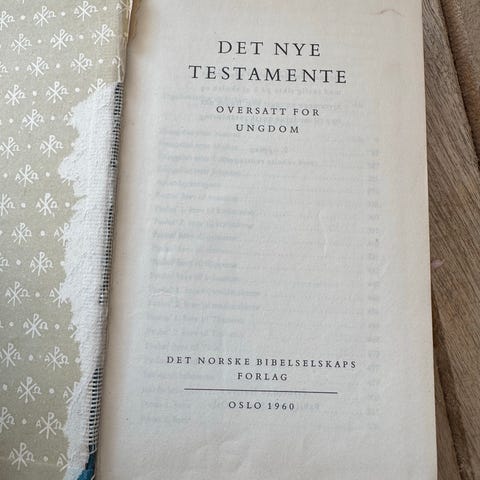 DET NYE
TESTAMENTE
OVERSATT FOR
UNGDOM
DET NORSKE BIBELSELSKAPS
FORLAG
OSLO 1960